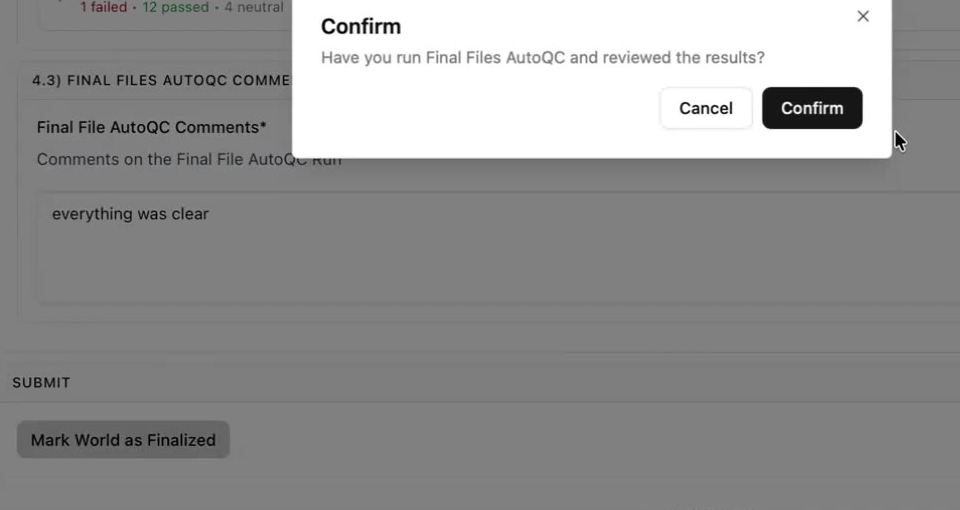 1 failed • 12 passed • 4 neutral
Confirm
Have you run Final Files AutoQC and reviewed the results?
Cancel
Confirm
4.3) FINAL FILES AUTOQC COMME
Final File AutoQC Comments*
Comments on the Final File AutoQC Run
everything was clear
SUBMIT
Mark World as Finalized